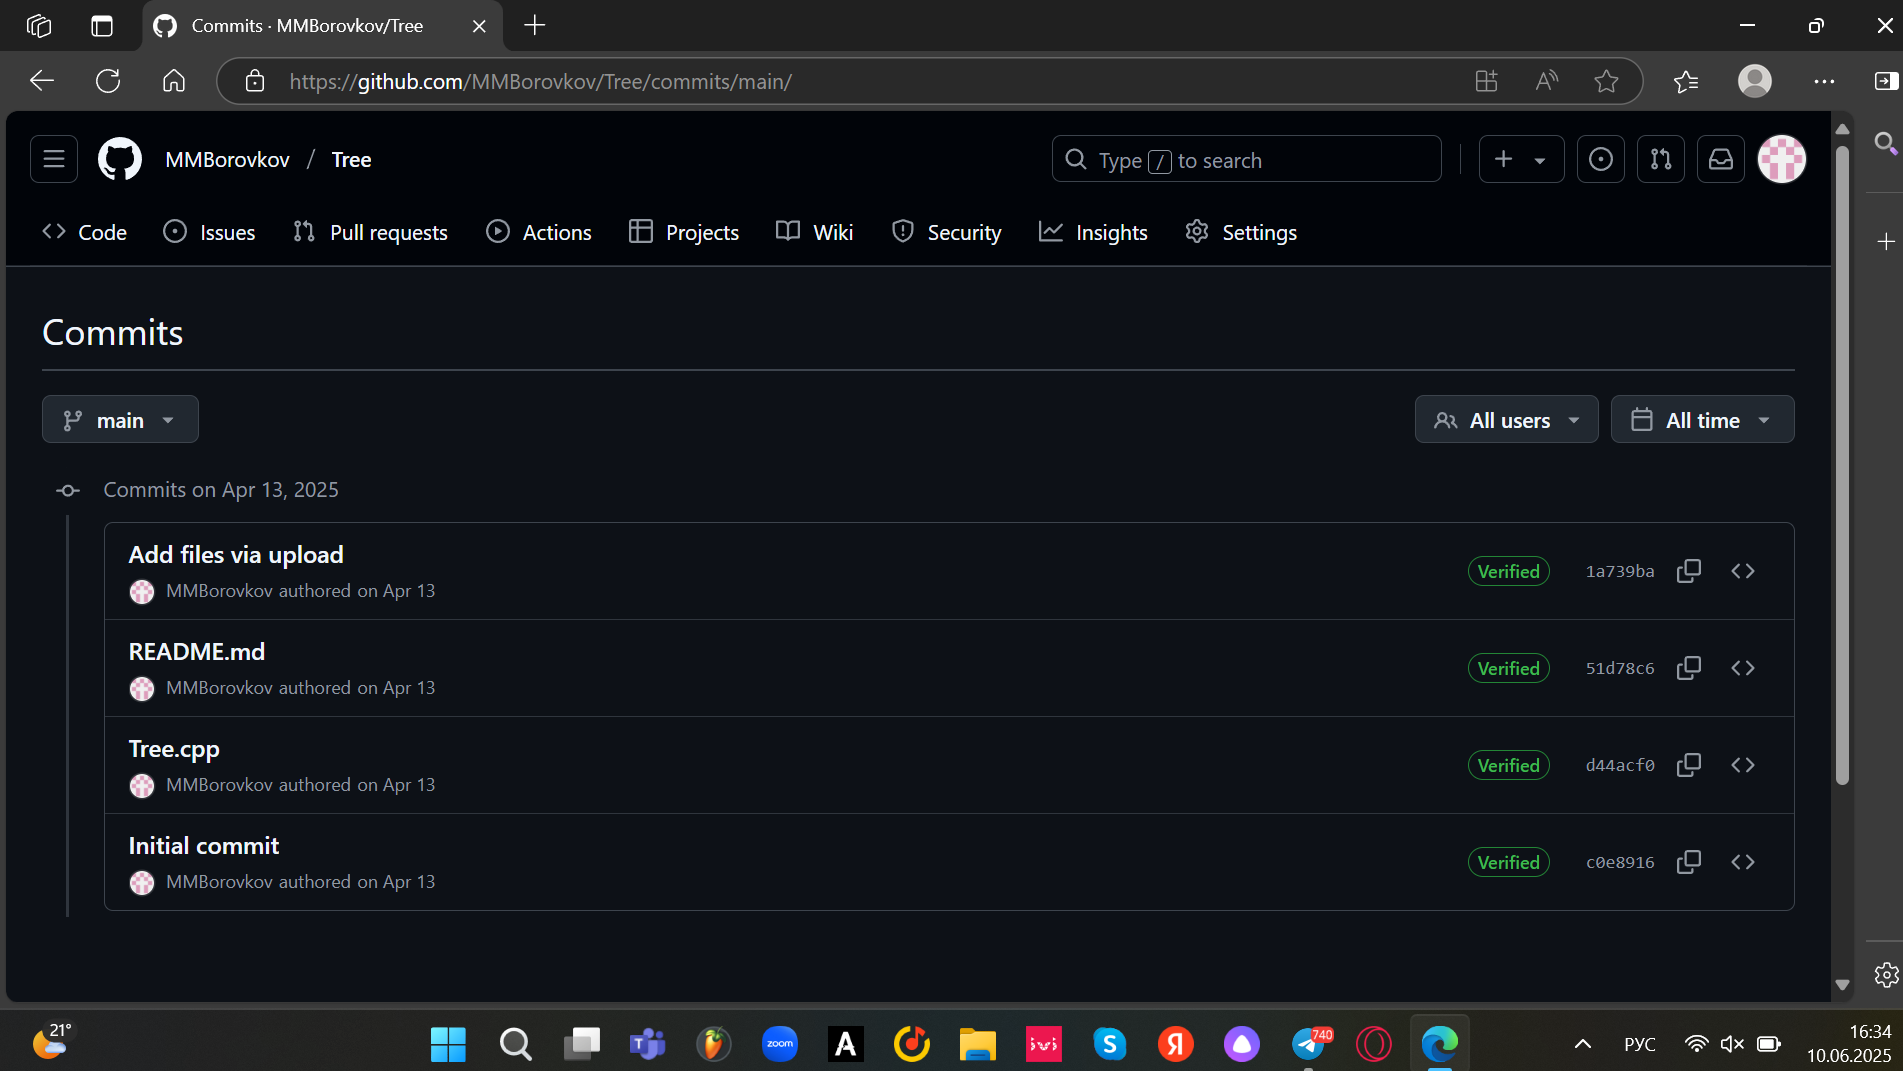 Commits · MMBorovkov/Tree
https://github.com/MMBorovkov/Tree/commits/main/
MMBorovkov / Tree
Type / to search
Code
Issues
Pull requests
Actions
Projects
Wiki
Security
Insights
Settings
Commits
main
All users
All time
Commits on Apr 13, 2025
Add files via upload
MMBorovkov authored on Apr 13
Verified
1a739ba
README.md
MMBorovkov authored on Apr 13
Verified
51d78c6
Tree.cpp
MMBorovkov authored on Apr 13
Verified
d44acf0
Initial commit
MMBorovkov authored on Apr 13
Verified
c0e8916
21°
T
zoom
A
S
Я
740
РУС
16:34
10.06.2025